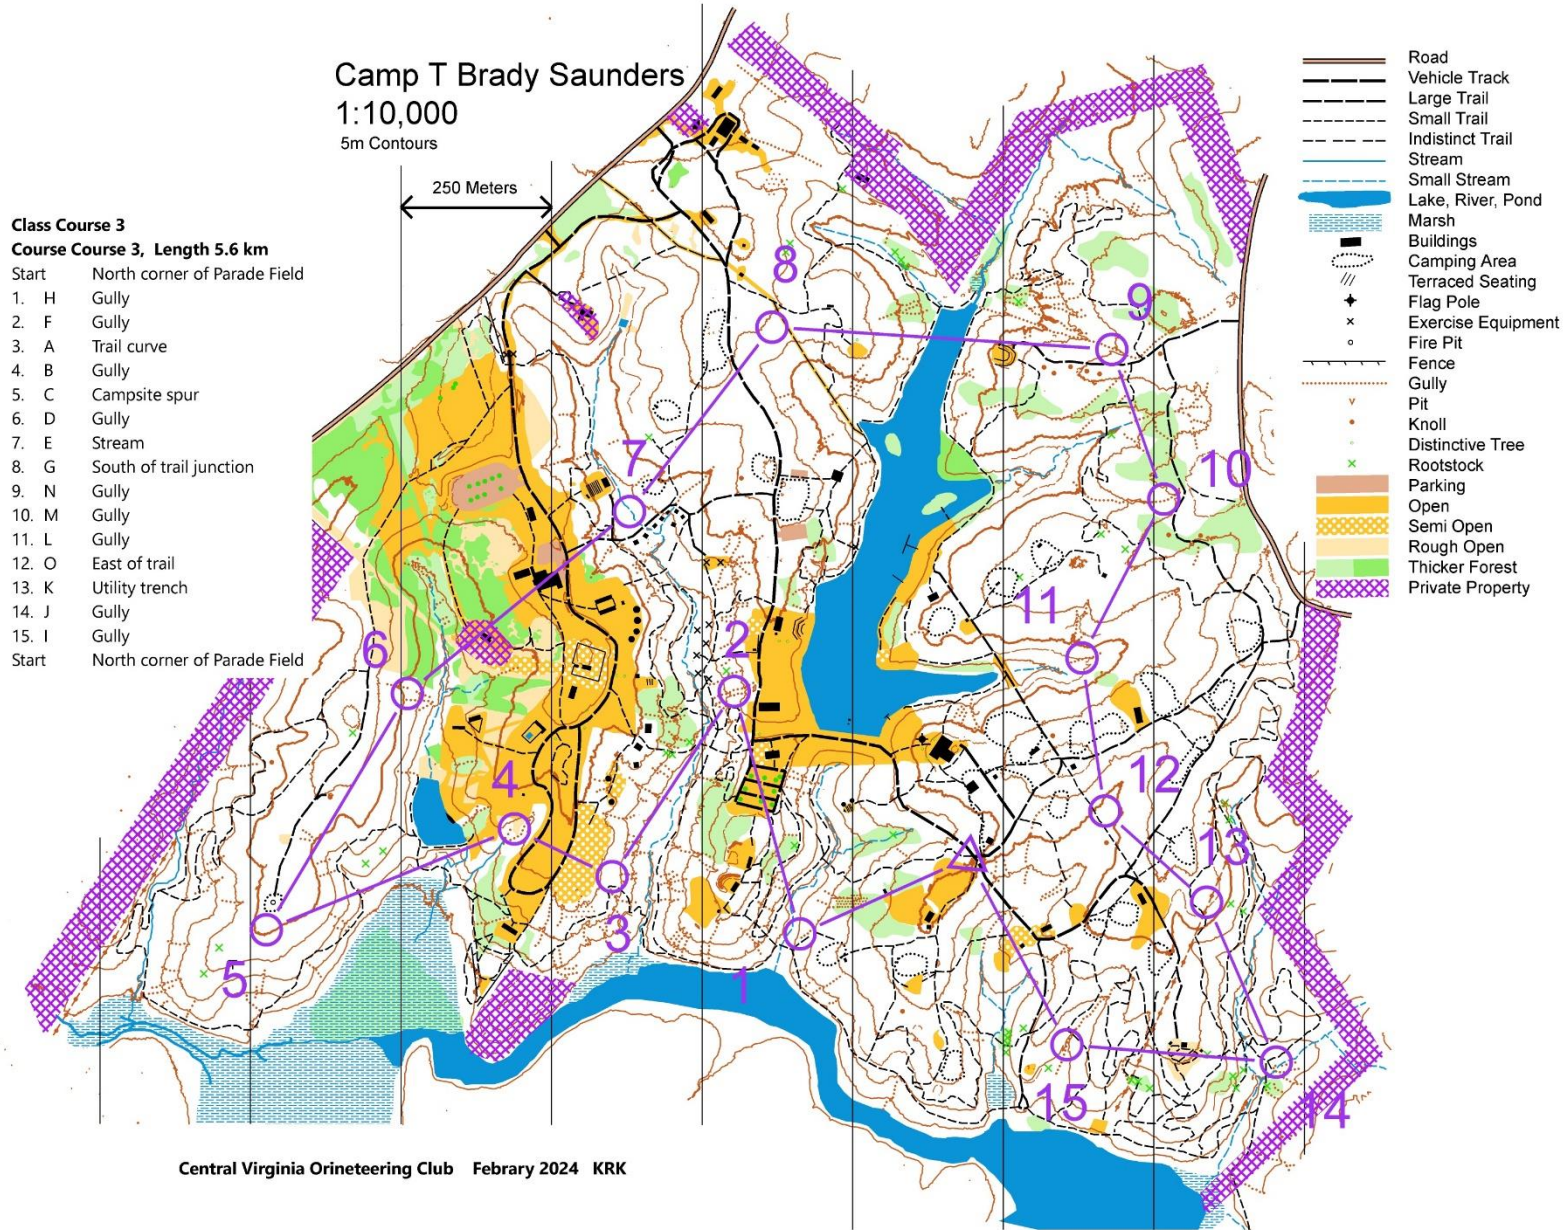 Camp T Brady Saunders
1:10,000
5m Contours
250 Meters
Class Course 3
Course Course 3, Length 5.6 km
Start North corner of Parade Field
1. H Gully
2. F Gully
3. A Trail curve
4. B Gully
5. C Campsite spur
6. D Gully
7. E Stream
8. G South of trail junction
9. N Gully
10. M Gully
11. L Gully
12. O East of trail
13. K Utility trench
14. J Gully
15. I Gully
Start North corner of Parade Field
Road
Vehicle Track
Large Trail
Small Trail
Indistinct Trail
Stream
Small Stream
Lake, River, Pond
Marsh
Buildings
Camping Area
Terraced Seating
Flag Pole
Exercise Equipment
Fire Pit
Fence
Gully
Pit
Knoll
Distinctive Tree
Rootstock
Parking
Open
Semi Open
Rough Open
Thicker Forest
Private Property
8
9
7
10
11
2
6
12
4
13
3
5
1
15
14
Central Virginia Orineteering Club Febrary 2024 KRK